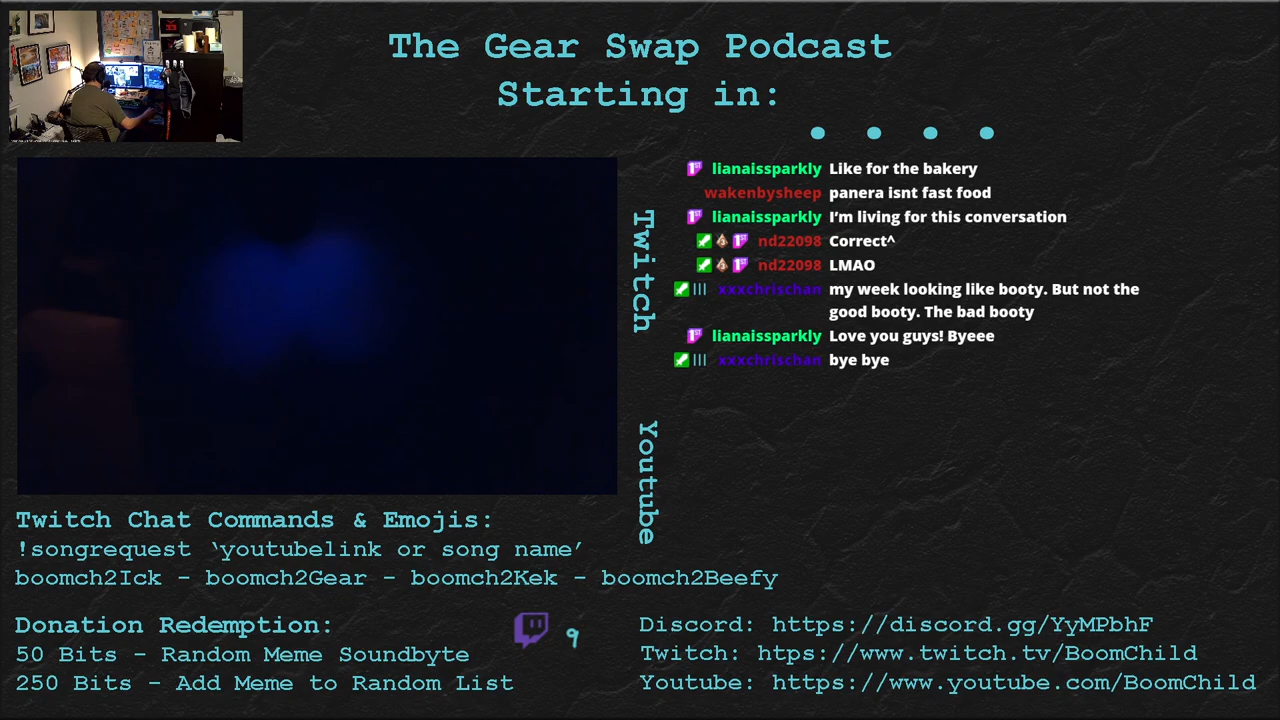 The Gear Swap Podcast
Starting in:
lianaissparkly Like for the bakery
wakenbysheep panera isnt fast food
lianaissparkly I'm living for this conversation
nd22098 Correct^
nd22098 LMAO
xxxchrischan my week looking like booty. But not the
good booty. The bad booty
lianaissparkly Love you guys! Byeee
xxxchrischan bye bye
Twitch
Youtube
Twitch Chat Commands & Emojis:
!songrequest ‘youtubelink or song name’
boomch2Ick - boomch2Gear - boomch2Kek - boomch2Beefy
Donation Redemption:
50 Bits - Random Meme Soundbyte
250 Bits - Add Meme to Random List
9
Discord: https://discord.gg/YyMPbhF
Twitch: htps://www.twitch.tv/BoomChild
Youtube: https://www.youtube.com/BoomChild